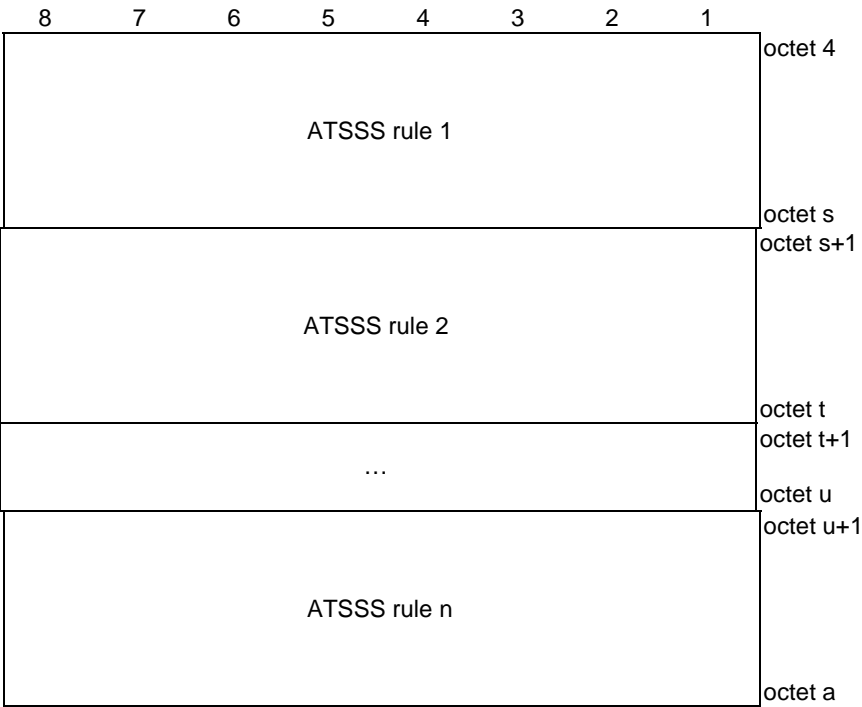 8 7 6 5 4 3 2 1
octet 4
ATSSS rule 1
octet s
octet s+1
ATSSS rule 2
octet t
octet t+1
…
octet u
octet u+1
ATSSS rule n
octet a